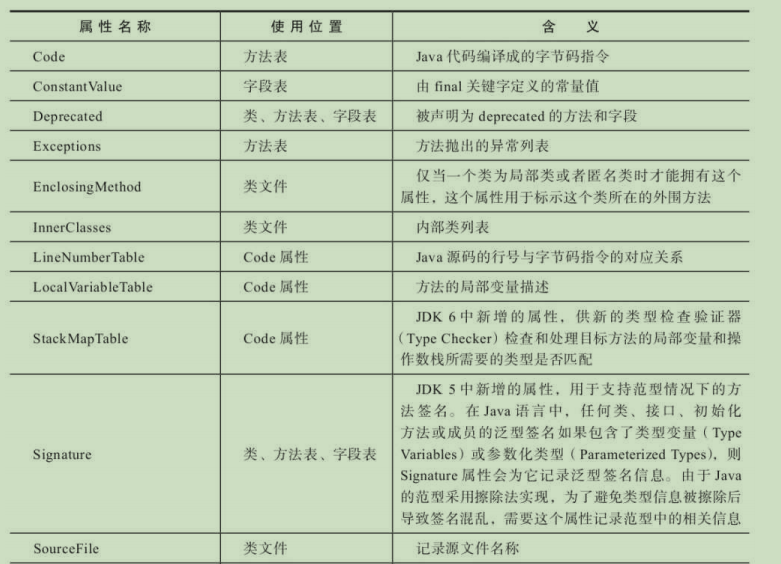 属性名称 使用位置 含 义
Code 方法表 Java 代码编译成的字节码指令
ConstantValue 字段表 由 final 关键字定义的常量值
Deprecated 类、方法表、字段表 被声明为 deprecated 的方法和字段
Exceptions 方法表 方法抛出的异常列表
EnclosingMethod 类文件 仅当一个类为局部类或者匿名类时才能拥有这个
属性，这个属性用于标示这个类所在的外围方法
InnerClasses 类文件 内部类列表
LineNumberTable Code 属性 Java 源码的行号与字节码指令的对应关系
LocalVariableTable Code 属性 方法的局部变量描述
StackMapTable Code 属性 JDK 6 中新增的属性，供新的类型检查验证器
（Type Checker）检查和处理目标方法的局部变量和操
作数栈所需要的类型是否匹配
Signature 类、方法表、字段表 JDK 5 中新增的属性，用于支持范型情况下的方
法签名。在 Java 语言中，任何类、接口、初始化
方法或成员的泛型签名如果包含了类型变量（Type
Variables）或参数化类型（Parameterized Types），则
Signature 属性会为它记录泛型签名信息。由于 Java
的范型采用擦除法实现，为了避免类型信息被擦除后
导致签名混乱，需要这个属性记录范型中的相关信息
SourceFile 类文件 记录源文件名称